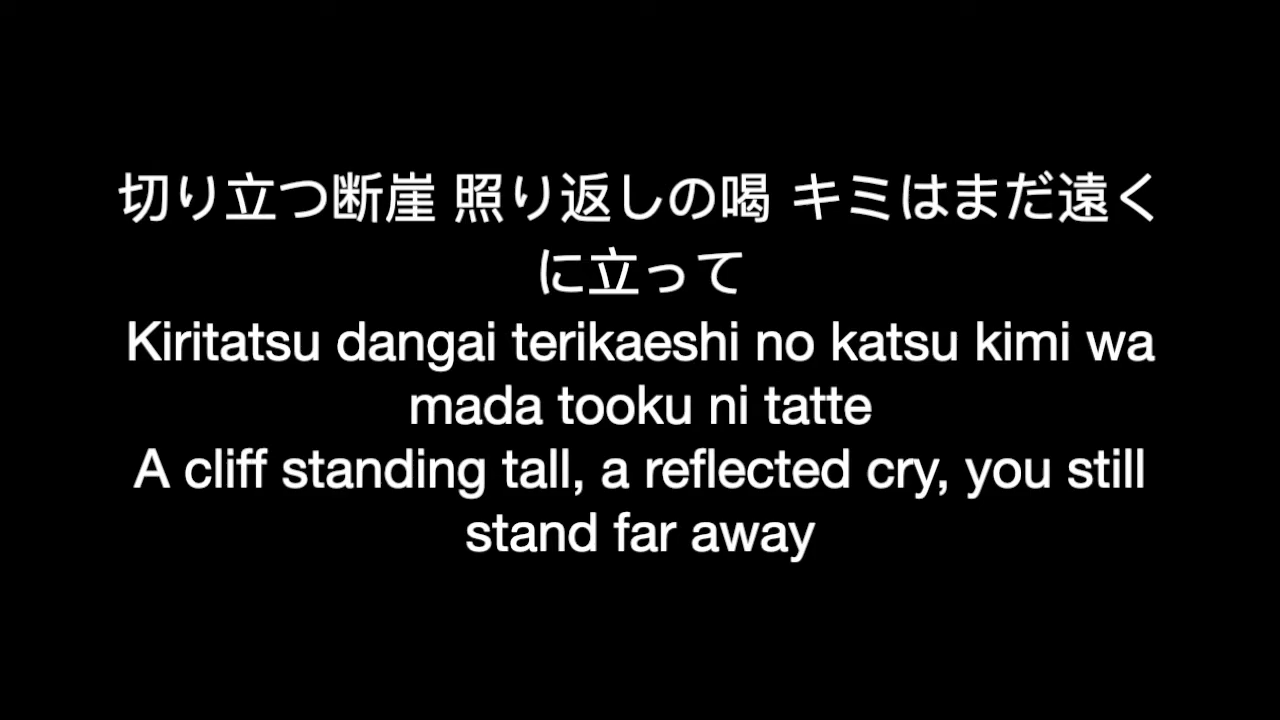 切り立つ断崖 照り返しの喝 キミはまだ遠く
に立って
Kiritatsu dangai terikaeshi no katsu kimi wa
mada tooku ni tatte
A cliff standing tall, a reflected cry, you still
stand far away